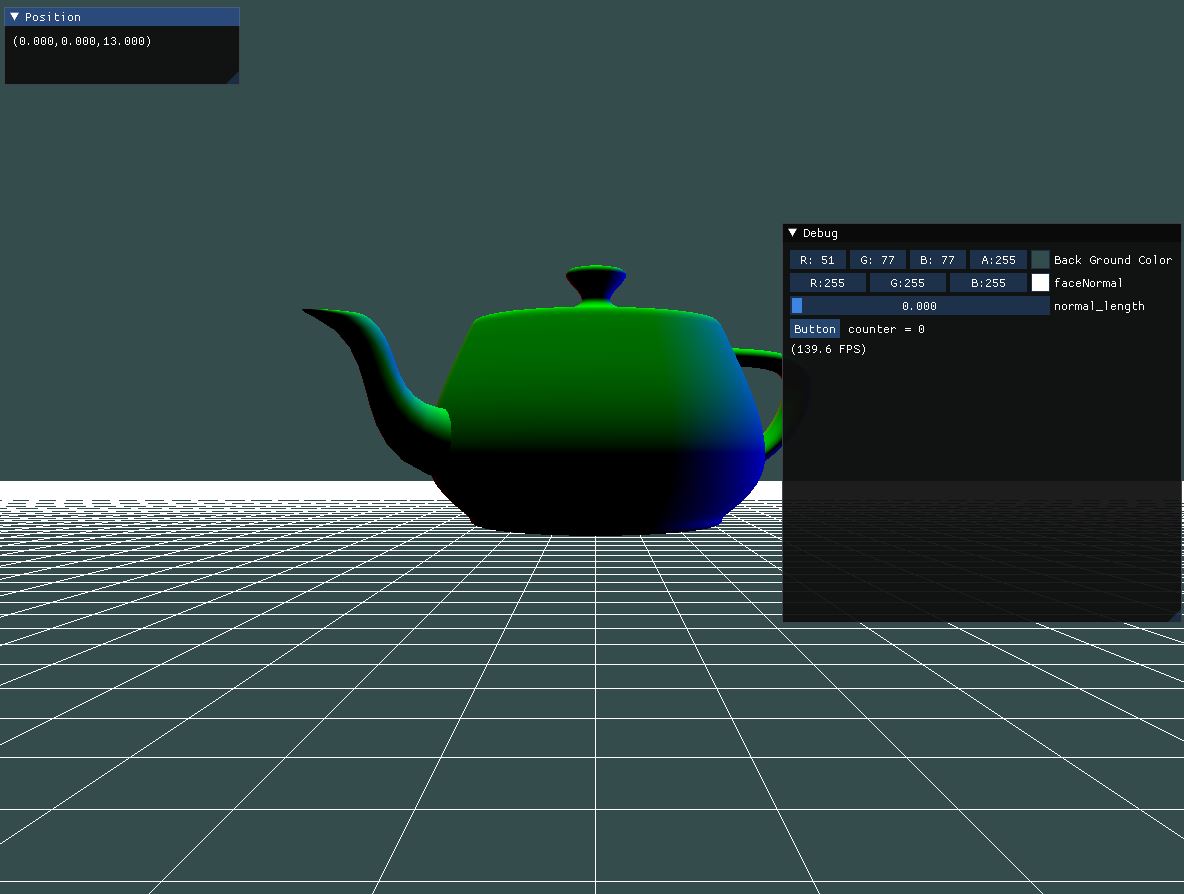 Position
(0.000,0.000,13.000)
Debug
R: 51 G: 77 B: 77 A:255 Back Ground Color
R:255 G:255 B:255 faceNormal
0.000 normal_length
Button counter = 0
(139.6 FPS)